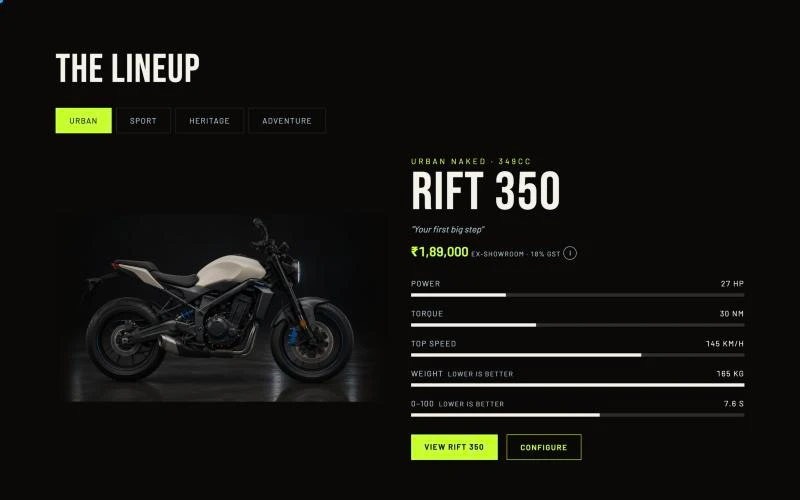 THE LINEUP
URBAN
SPORT
HERITAGE
ADVENTURE
URBAN NAKED · 349CC
RIFT 350
"Your first big step"
₹1,89,000 EX-SHOWROOM · 18% GST i
POWER 27 HP
TORQUE 30 NM
TOP SPEED 145 KM/H
WEIGHT LOWER IS BETTER 165 KG
0-100 LOWER IS BETTER 7.6 S
VIEW RIFT 350
CONFIGURE